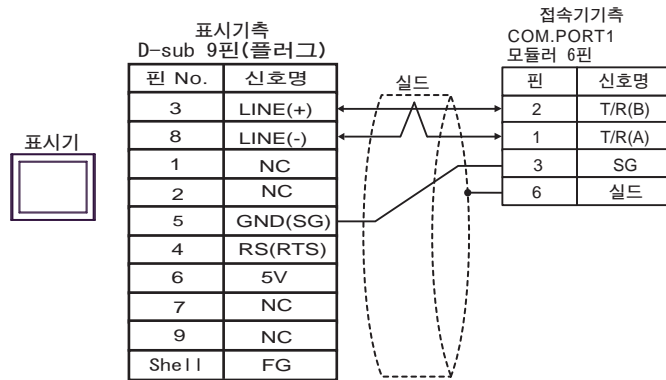 표시기측
D-sub 9핀(플러그)
핀 No. 신호명
3 LINE(+)
8 LINE(-)
1 NC
2 NC
5 GND(SG)
4 RS(RTS)
6 5V
7 NC
9 NC
Shell FG
표시기
실드
접속기기측
COM.PORT1
모듈러 6핀
핀 신호명
2 T/R(B)
1 T/R(A)
3 SG
6 실드